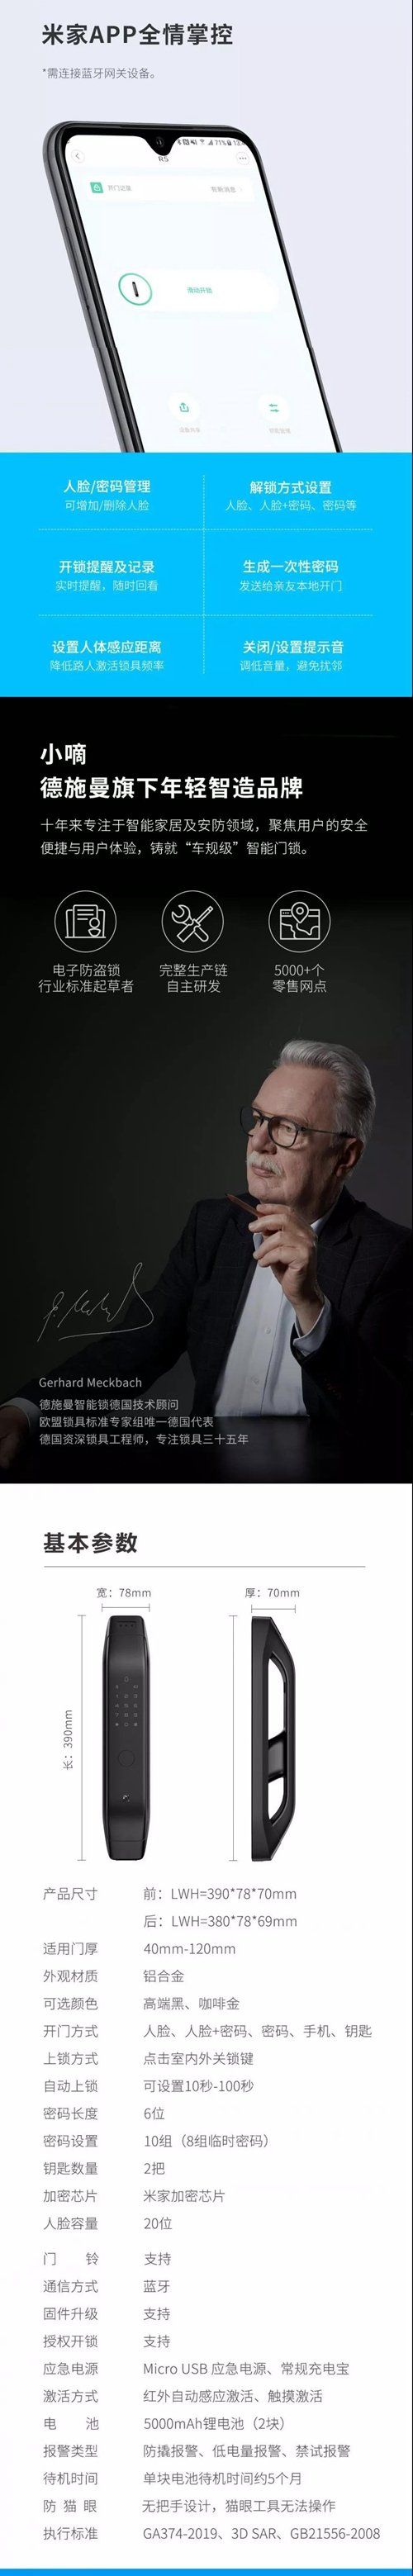 米家APP全情掌控
*需连接蓝牙网关设备。
R5
开门记录
滑动开锁
人脸/密码管理
可增加/删除人脸
解锁方式设置
人脸、人脸+密码、密码等
开锁提醒及记录
实时提醒，随时回看
生成一次性密码
发送给亲友本地开门
设置人体感应距离
降低路人激活锁具频率
关闭/设置提示音
调低音量，避免扰邻
小嘀
德施曼旗下年轻智造品牌
十年来专注于智能家居及安防领域，聚焦用户的安全
便捷与用户体验，铸就“车规级”智能门锁。
电子防盗锁
行业标准起草者
完整生产链
自主研发
5000+个
零售网点
Gerhard Meckbach
德施曼智能锁德国技术顾问
欧盟锁具标准专家组唯一德国代表
德国资深锁具工程师，专注锁具三十五年
基本参数
宽：78mm
厚：70mm
长：390mm
产品尺寸 前：LWH=390*78*70mm
后：LWH=380*78*69mm
适用门厚 40mm-120mm
外观材质 铝合金
可选颜色 高端黑、咖啡金
开门方式 人脸、人脸+密码、密码、手机、钥匙
上锁方式 点击室内外关锁键
自动上锁 可设置10秒-100秒
密码长度 6位
密码设置 10组（8组临时密码）
钥匙数量 2把
加密芯片 米家加密芯片
人脸容量 20位
门 铃 支持
通信方式 蓝牙
固件升级 支持
授权开锁 支持
应急电源 Micro USB 应急电源、常规充电宝
激活方式 红外自动感应激活、触摸激活
电 池 5000mAh锂电池（2块）
报警类型 防撬报警、低电量报警、禁试报警
待机时间 单块电池待机时间约5个月
防 猫 眼 无把手设计，猫眼工具无法操作
执行标准 GA374-2019、3D SAR、GB21556-2008